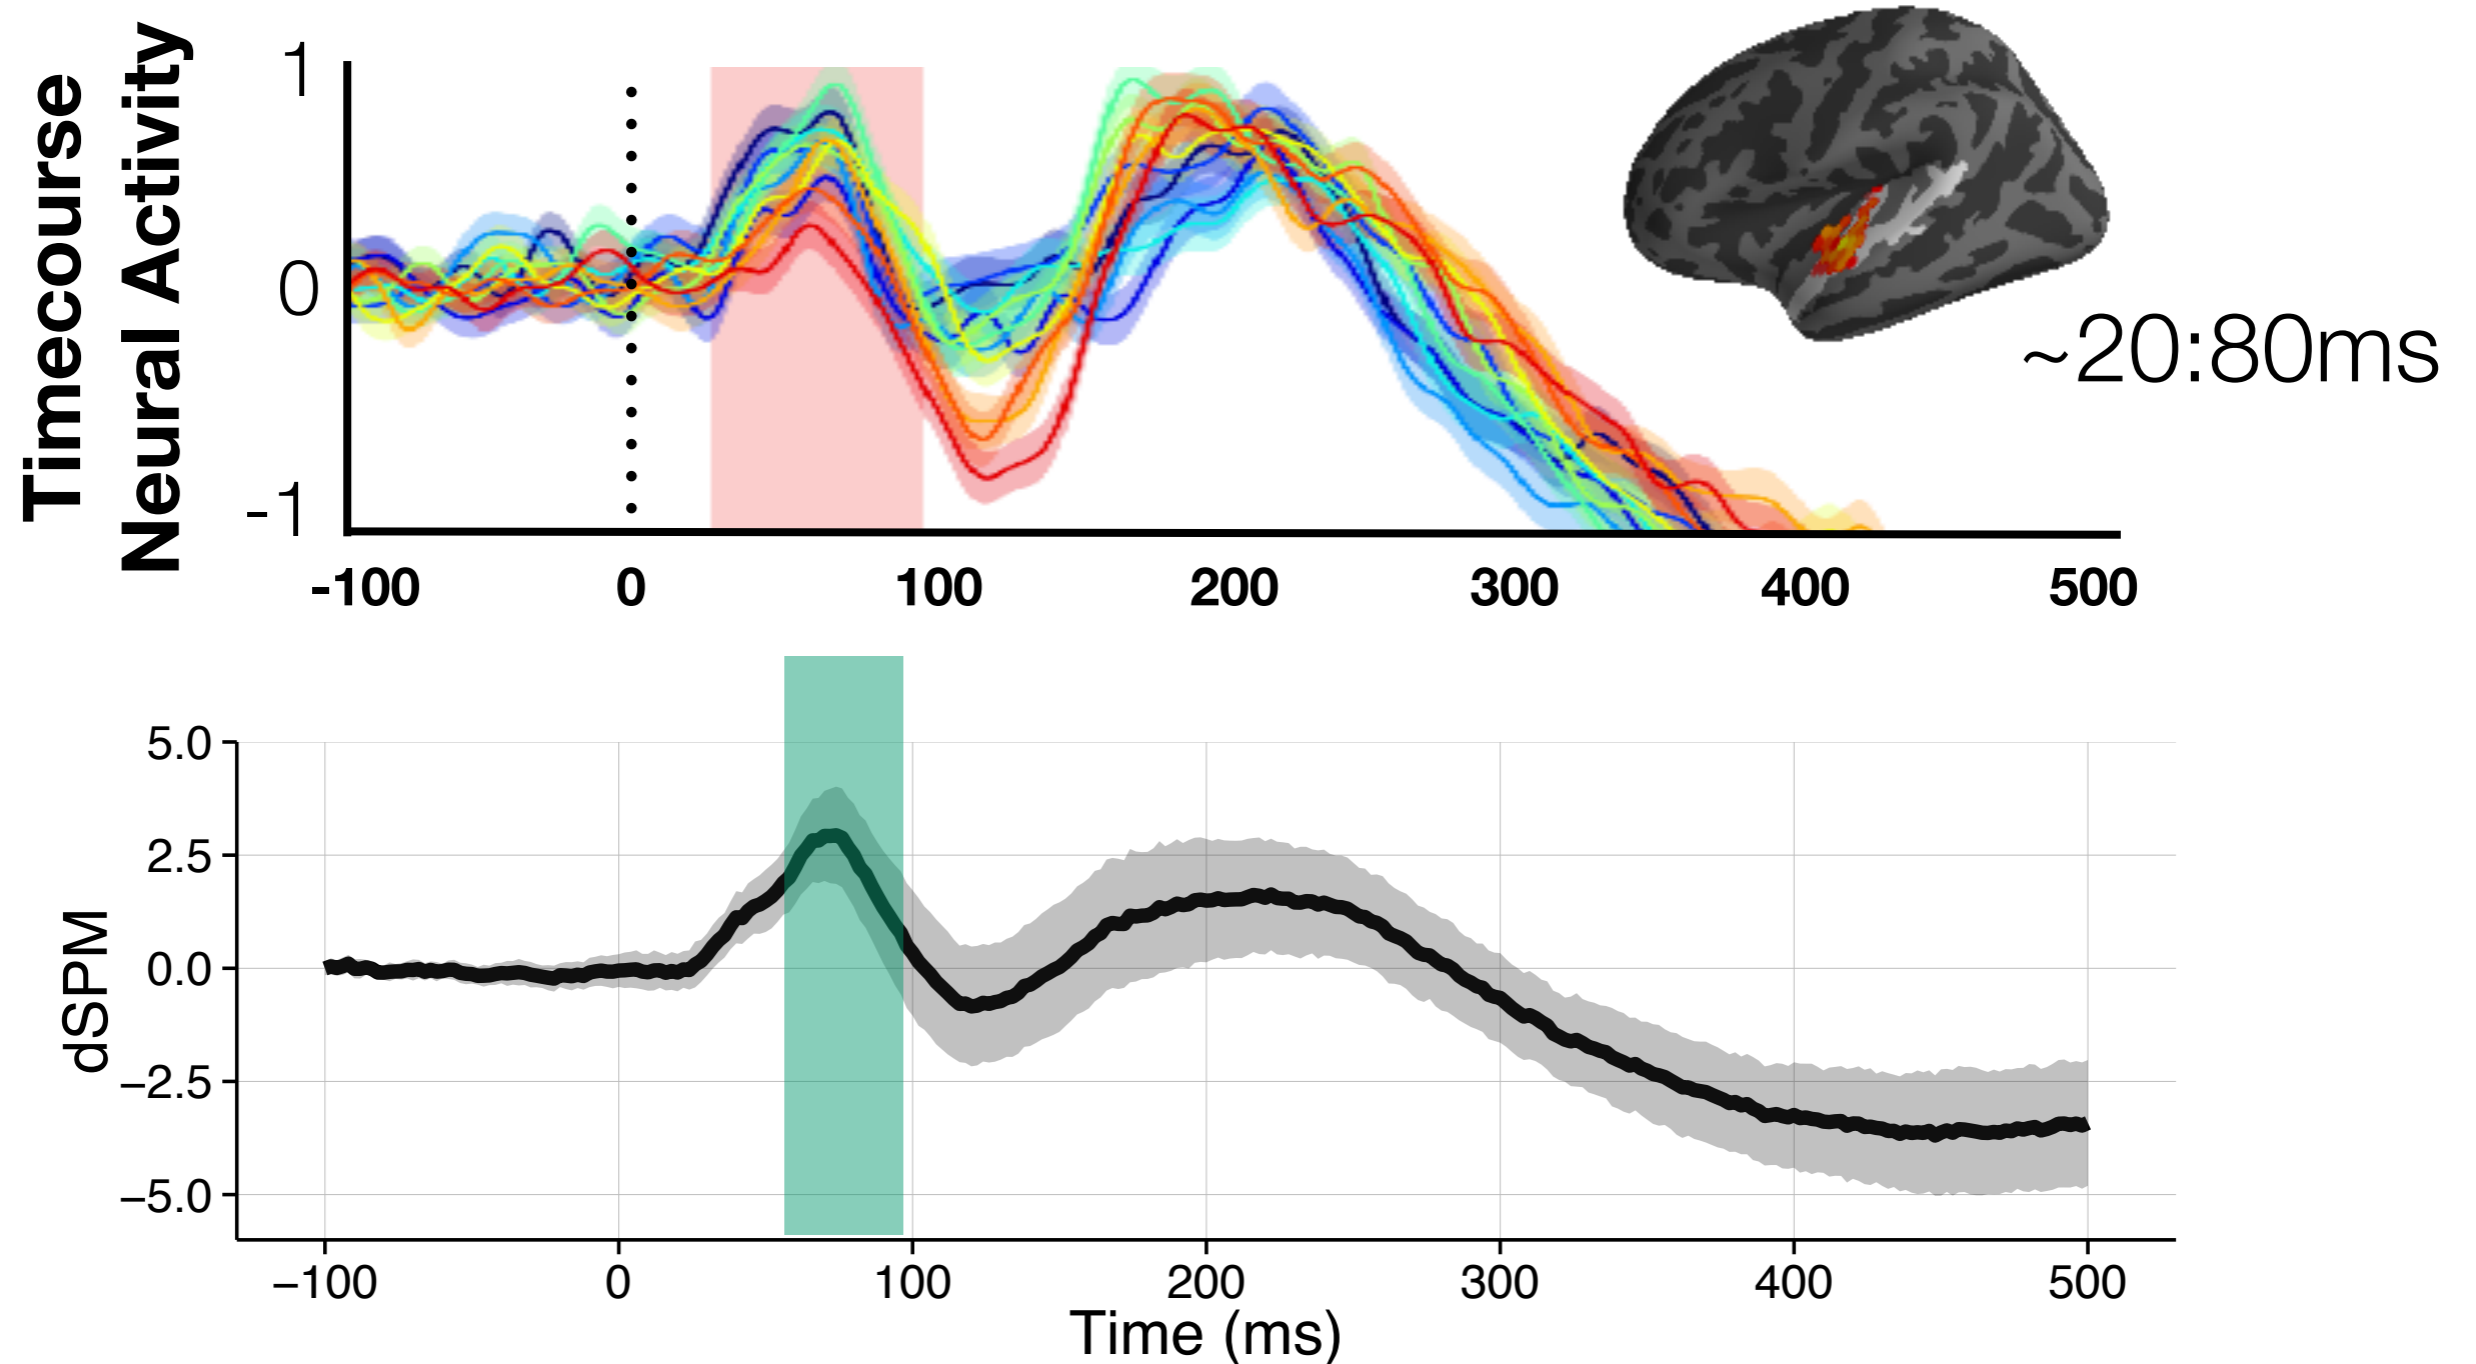 Timecourse
Neural Activity
1
0
-1
-100 0 100 200 300 400 500
~20:80ms
dSPM
5.0
2.5
0.0
−2.5
−5.0
−100 0 100 200 300 400 500
Time (ms)